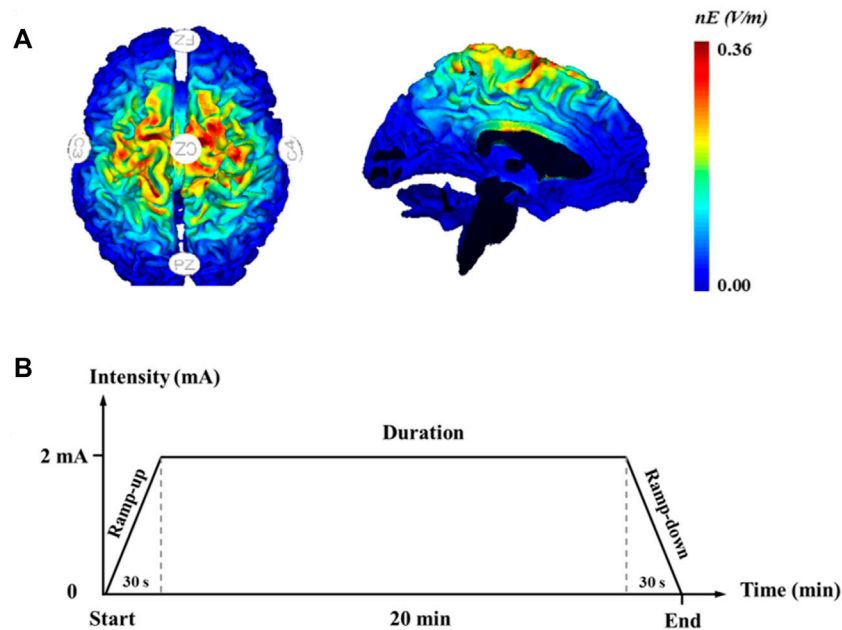 A
nE (V/m)
0.36
0.00
FZ
C3
CZ
C4
PZ
B
Intensity (mA)
Duration
2 mA
Ramp-up
Ramp-down
30 s
30 s
0
Time (min)
Start
20 min
End